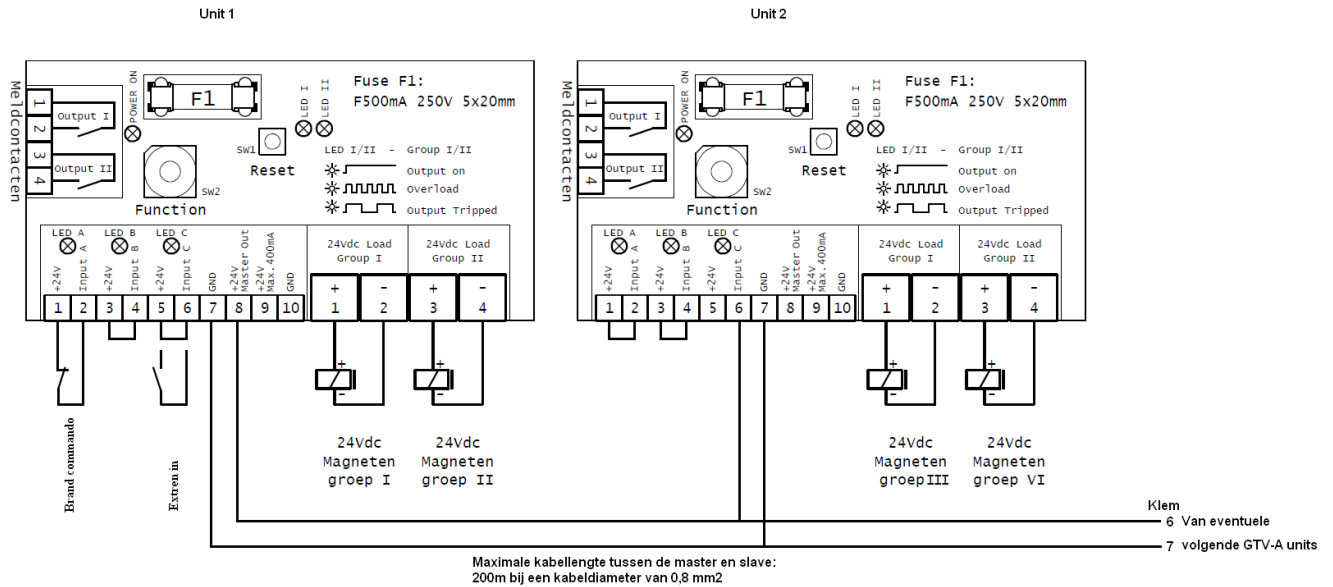 Unit 1
Unit 2
Meldcontacten
1
2
3
4
Output I
Output II
POWER ON
F1
LED I
LED II
Fuse F1:
F500mA 250V 5x20mm
SW1
Reset
SW2
Function
LED I/II - Group I/II
Output on
Overload
Output Tripped
LED A
LED B
LED C
+24v
Input A
+24v
Input B
+24v
Input C
GND
+24v
Master Out
+24v
Max.400mA
GND
1 2 3 4 5 6 7 8 9 10
24Vdc Load
Group I
24Vdc Load
Group II
+ - + -
1 2 3 4
+
-
+
-
Brand commando
Extren in
24Vdc
Magneten
groep I
24Vdc
Magneten
groep II
Meldcontacten
1
2
3
4
Output I
Output II
POWER ON
F1
LED I
LED II
Fuse F1:
F500mA 250V 5x20mm
SW1
Reset
SW2
Function
LED I/II - Group I/II
Output on
Overload
Output Tripped
LED A
LED B
LED C
+24v
Input A
+24v
Input B
+24v
Input C
GND
+24v
Master Out
+24v
Max.400mA
GND
1 2 3 4 5 6 7 8 9 10
24Vdc Load
Group I
24Vdc Load
Group II
+ - + -
1 2 3 4
+
-
+
-
24Vdc
Magneten
groep III
24Vdc
Magneten
groep VI
Klem
6 Van eventuele
7 volgende GTV-A units
Maximale kabellengte tussen de master en slave:
200m bij een kabeldiameter van 0,8 mm2